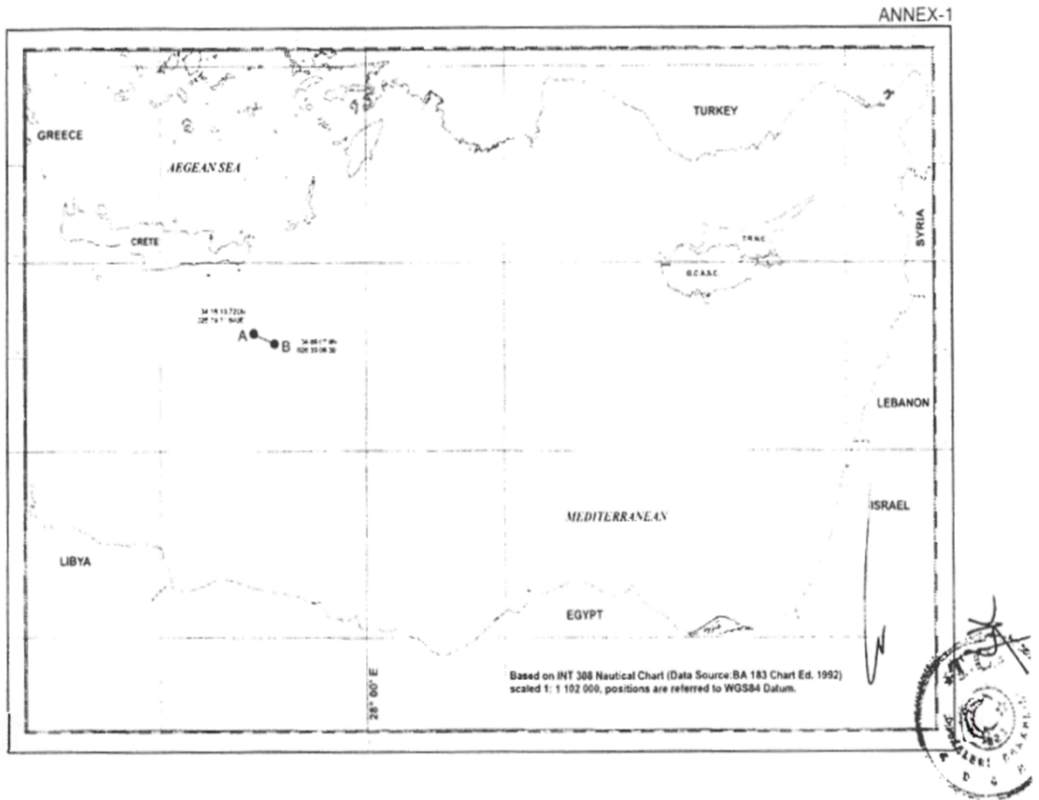 ANNEX-1
TURKEY
GREECE
AEGEAN SEA
SYRIA
CRETE
T.R.N.C.
G.C.A.S.C.
A
B
LEBANON
ISRAEL
MEDITERRANEAN
LIBYA
EGYPT
Based on INT 308 Nautical Chart (Data Source:BA 183 Chart Ed. 1992)
scaled 1: 1 102 000, positions are referred to WGS84 Datum.
28° 00' E